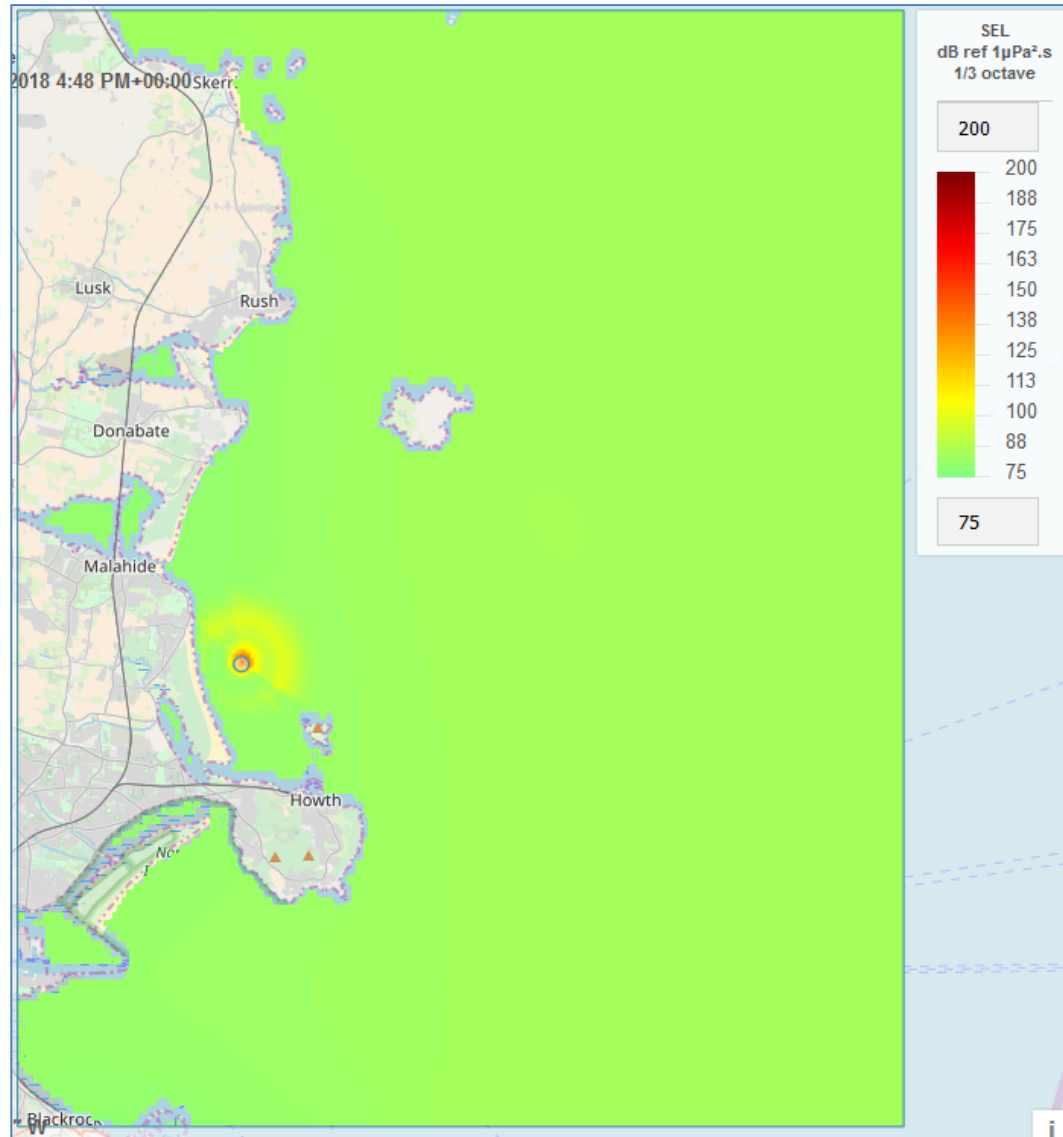 2018 4:48 PM+00:00
Skerr
Lusk
Rush
Donabate
Malahide
Howth
Blackroc
W
SEL
dB ref 1µPa².s
1/3 octave
200
200
188
175
163
150
138
125
113
100
88
75
75
i